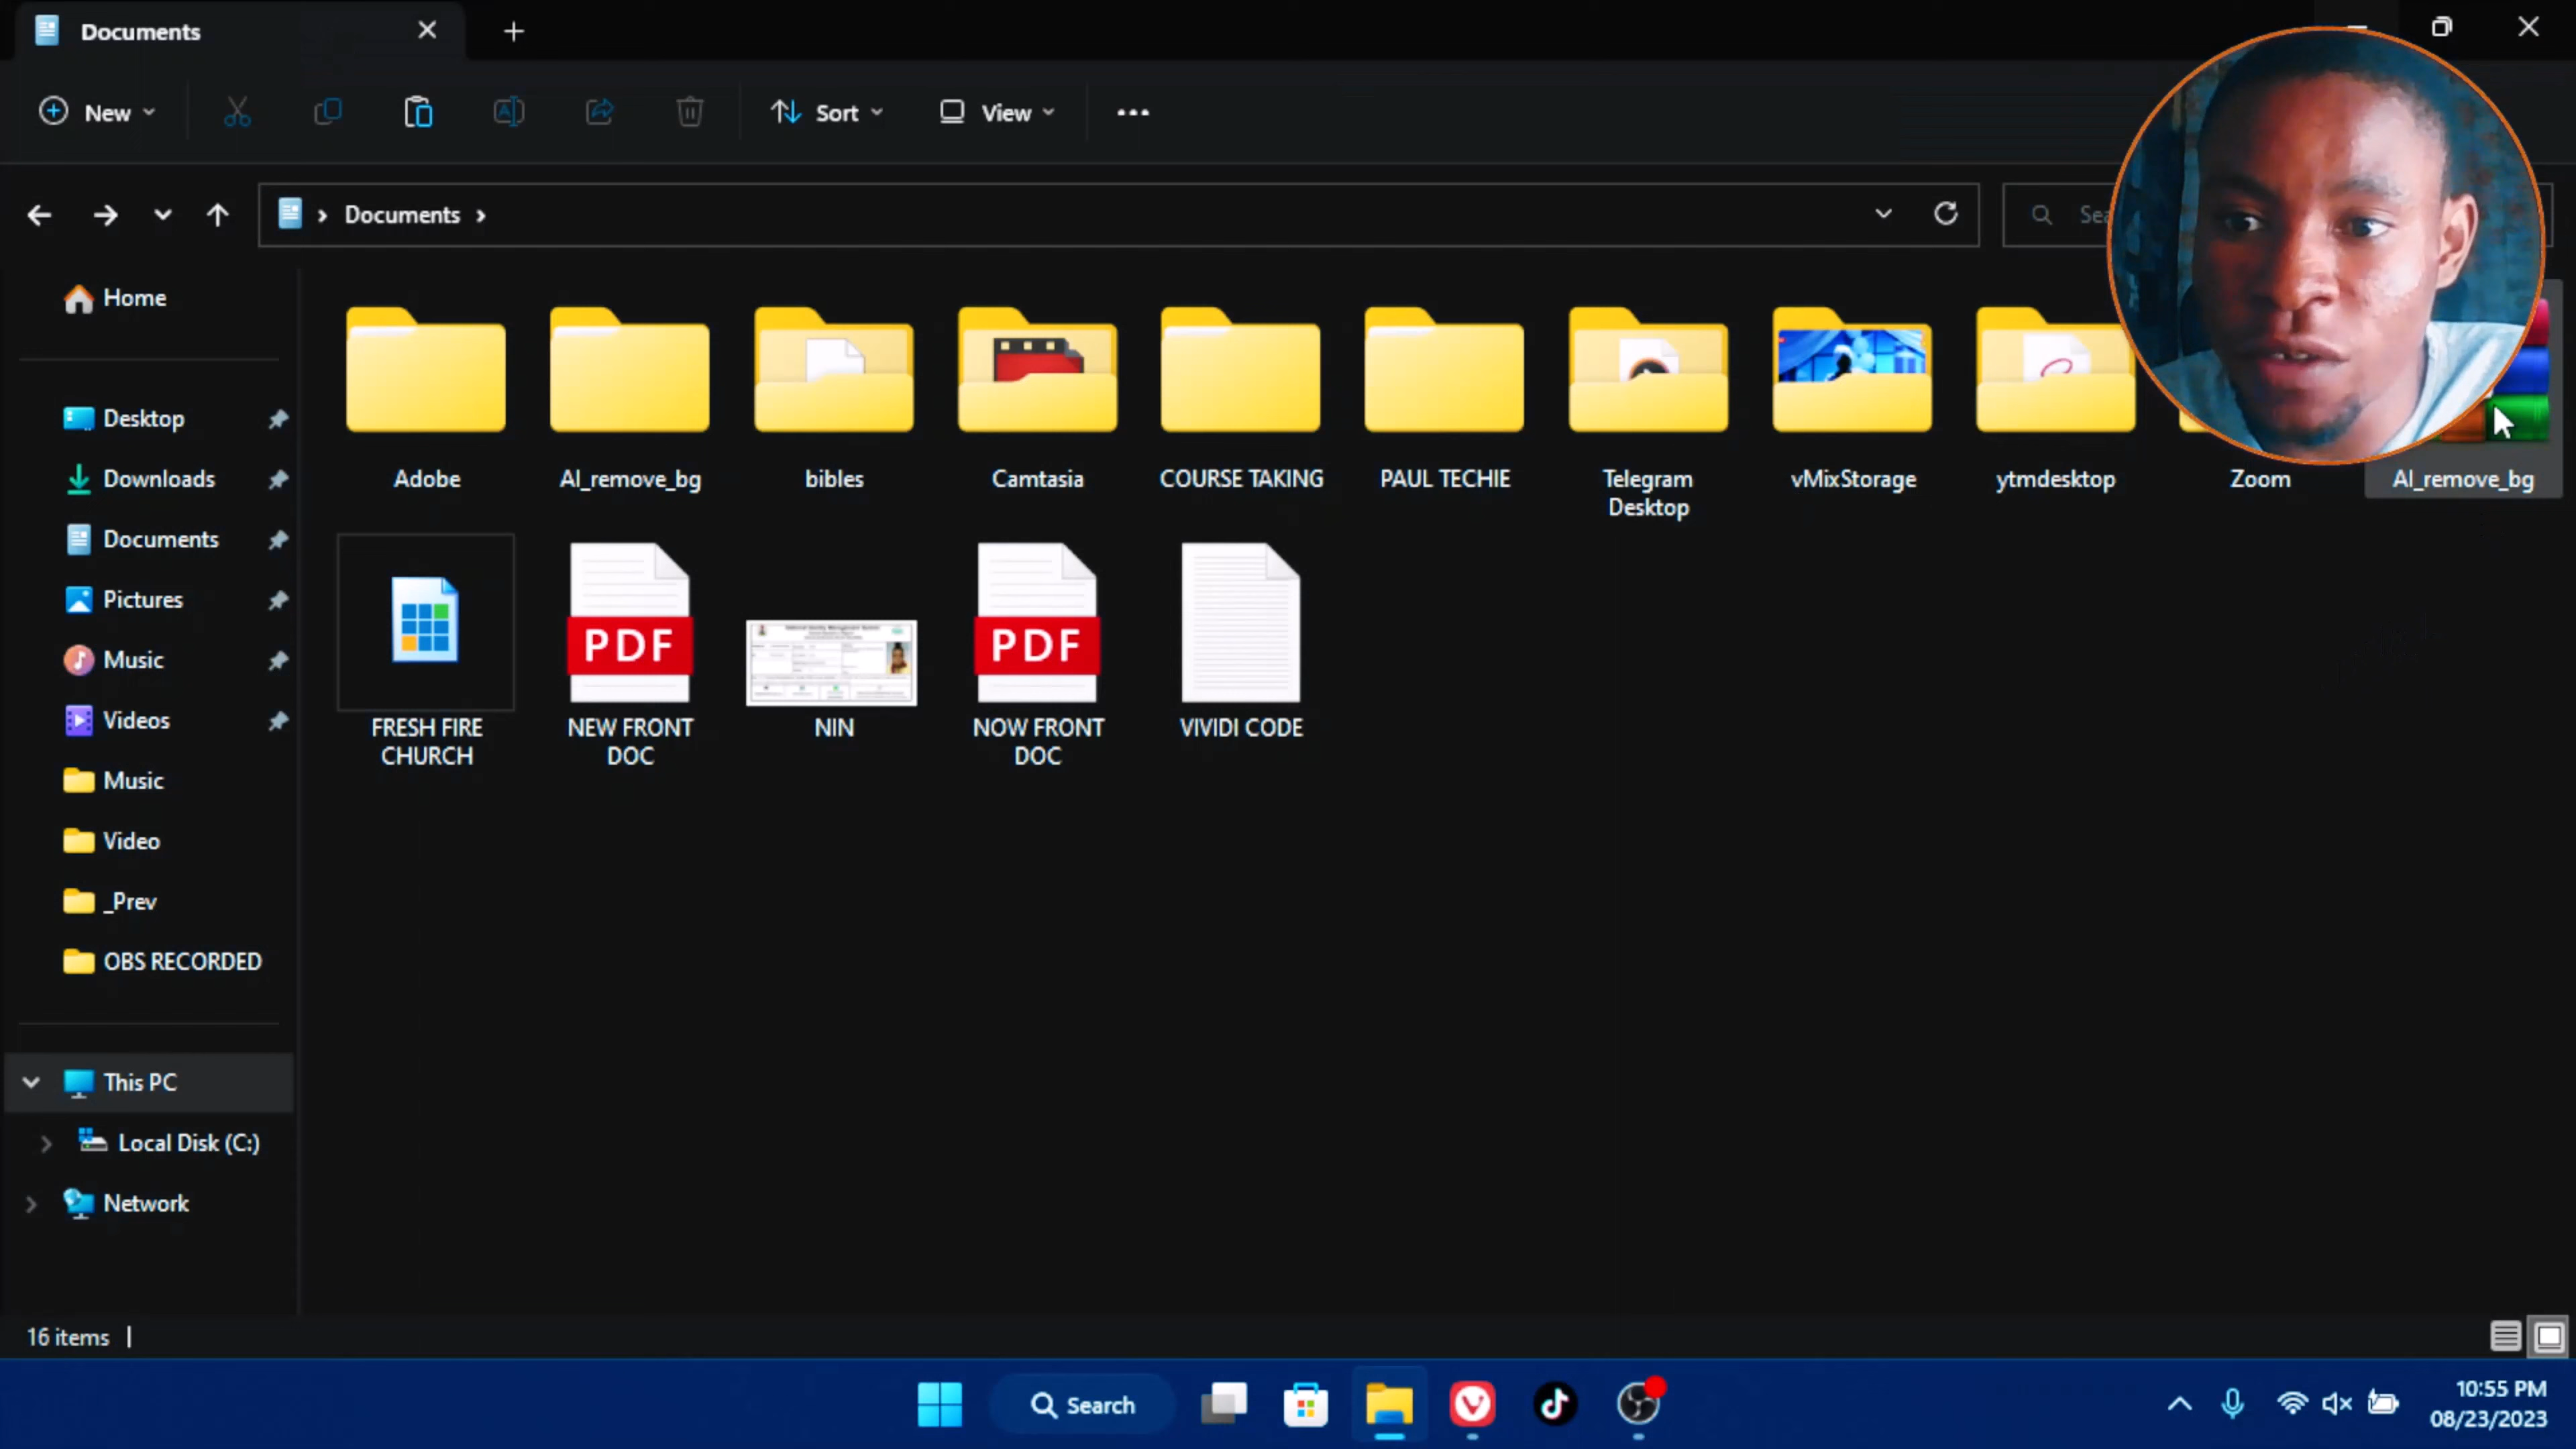 Documents
New
Sort
View
Documents
Sea
Home
Desktop
Downloads
Documents
Pictures
Music
Videos
Music
Video
_Prev
OBS RECORDED
This PC
Local Disk (C:)
Network
Adobe
AI_remove_bg
bibles
Camtasia
COURSE TAKING
PAUL TECHIE
Telegram
Desktop
vMixStorage
ytmdesktop
Zoom
AI_remove_bg
PDF
PDF
FRESH FIRE
CHURCH
NEW FRONT
DOC
NIN
NOW FRONT
DOC
VIVIDI CODE
16 items
Search
10:55 PM
08/23/2023